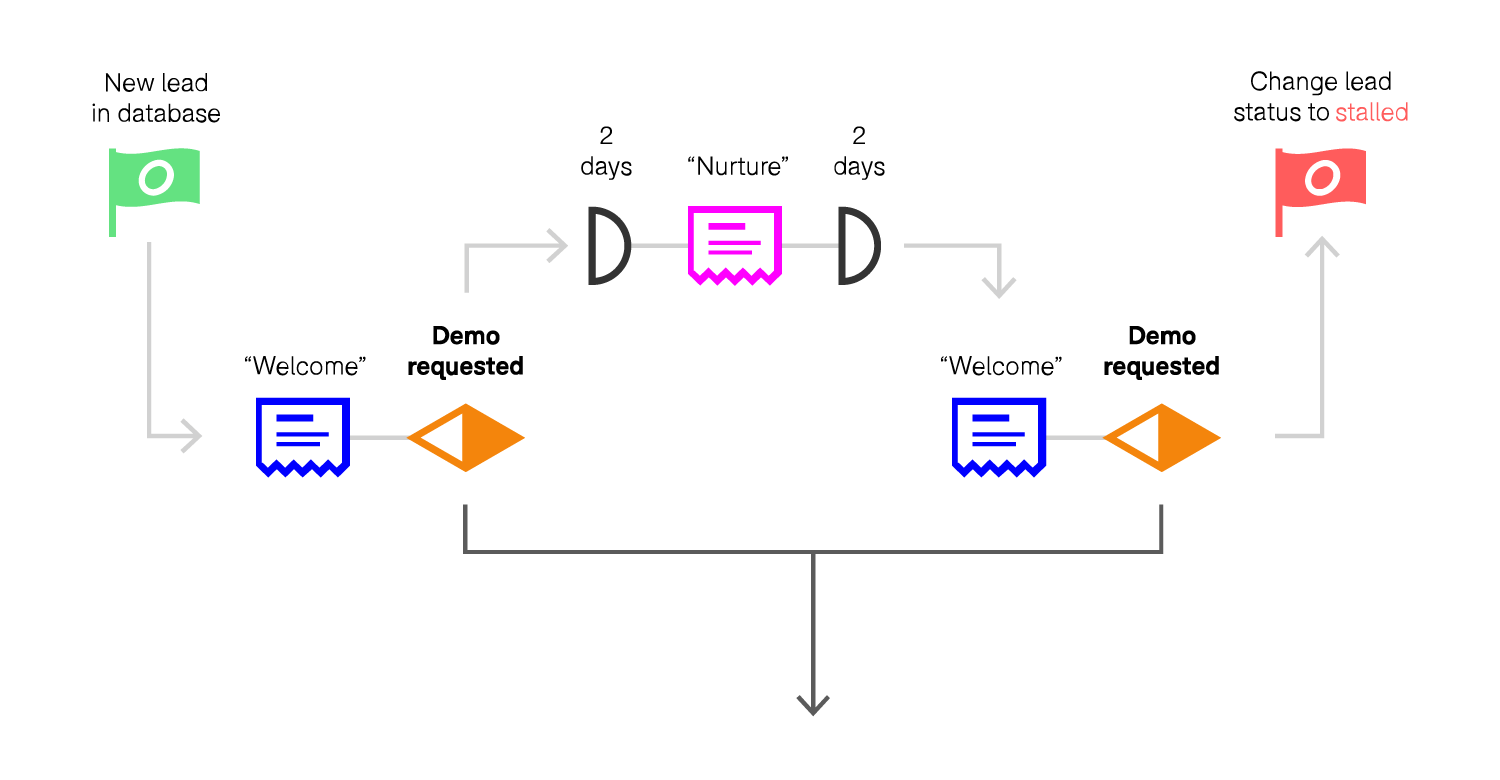 New lead
in database
"Welcome"
Demo
requested
2
days
“Nurture”
2
days
“Welcome”
Demo
requested
Change lead
status to stalled